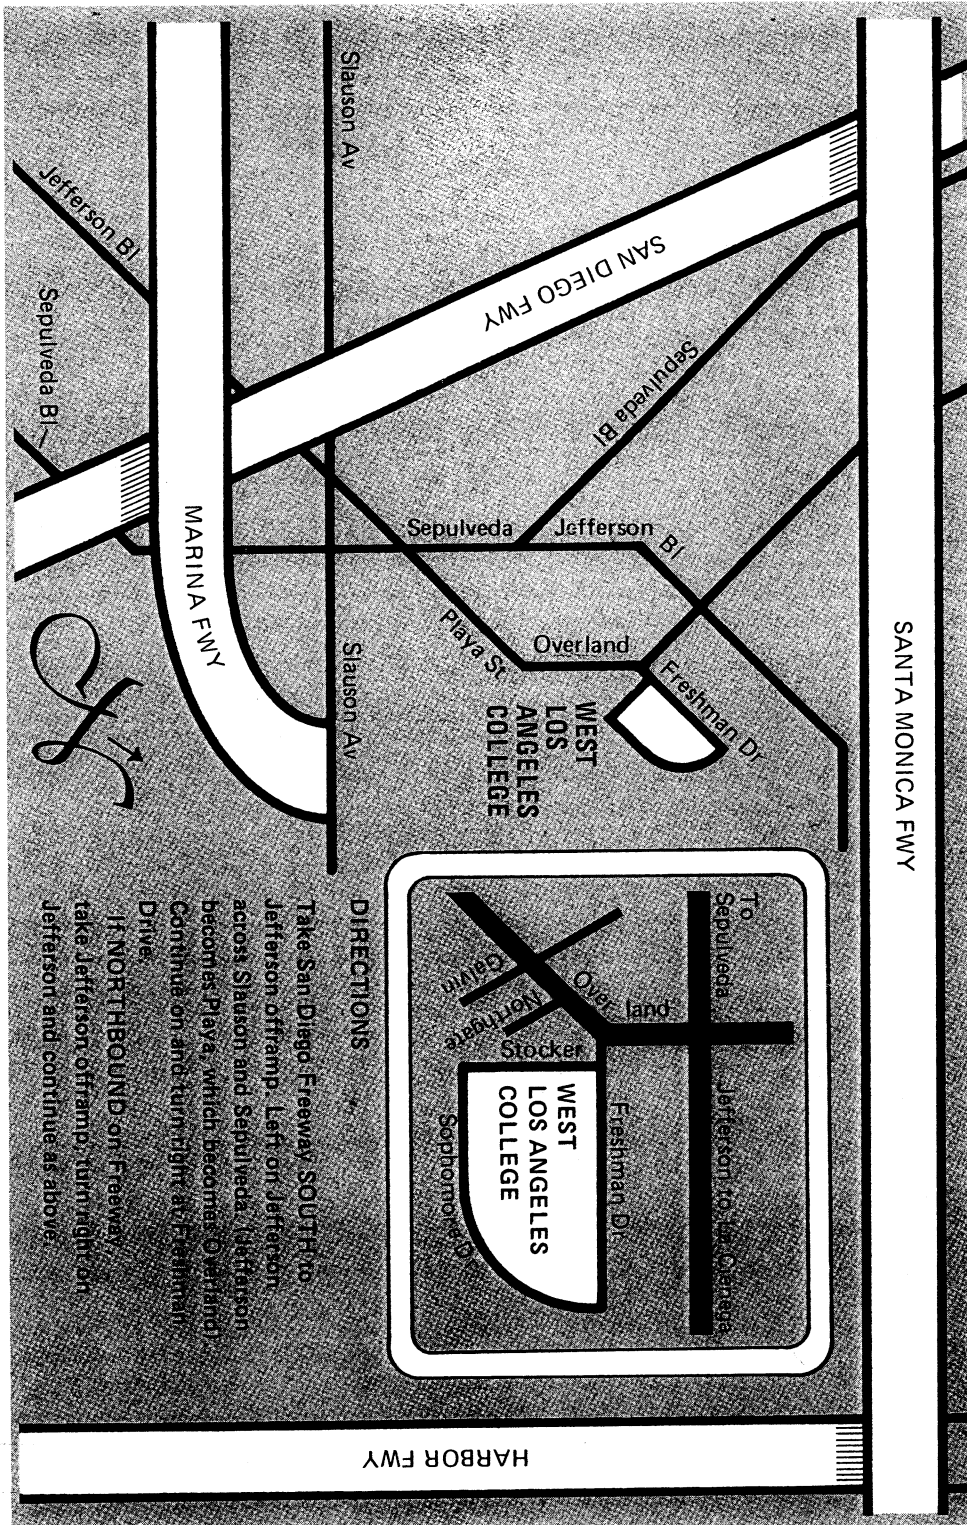 SANTA MONICA FWY
SAN DIEGO FWY
Sepulveda Bl
Slauson Av
Jefferson Bl
Sepulveda Bl
MARINA FWY
Sepulveda
Jefferson
Bl
Playa St
Overland
Freshman Dr
Slauson Av
WEST
LOS
ANGELES
COLLEGE
To
Sepulveda
Jefferson to La Cienega
Over land
Galvin
Northgate
Stocker
Freshman Dr.
WEST
LOS ANGELES
COLLEGE
Sophomore Dr
HARBOR FWY
DIRECTIONS
Take San Diego Freeway SOUTH to
Jefferson offramp. Left on Jefferson
across Slauson and Sepulveda. (Jefferson
becomes Playa, which becomes Overland)
Continue on and turn right at Freshman
Drive.
If NORTHBOUND on Freeway
take Jefferson offramp, turn right on
Jefferson and continue as above.